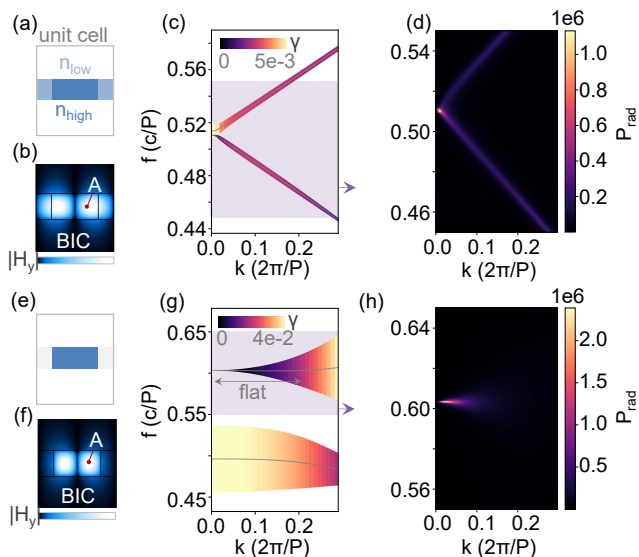 (a)
unit cell
n_low
n_high
(b)
A
BIC
|H_y|
(c)
γ
0 5e-3
0.56
0.52
0.48
0.44
f (c/P)
0.0 0.1 0.2
k (2π/P)
(d)
0.54
0.50
0.46
0.0 0.1 0.2
k (2π/P)
1e6
1.0
0.8
0.6
0.4
0.2
P_rad
(e)
(f)
A
BIC
|H_y|
(g)
γ
0 4e-2
flat
0.65
0.55
0.45
f (c/P)
0.0 0.1 0.2
k (2π/P)
(h)
0.64
0.60
0.56
0.0 0.1 0.2
k (2π/P)
1e6
2.0
1.5
1.0
0.5
P_rad